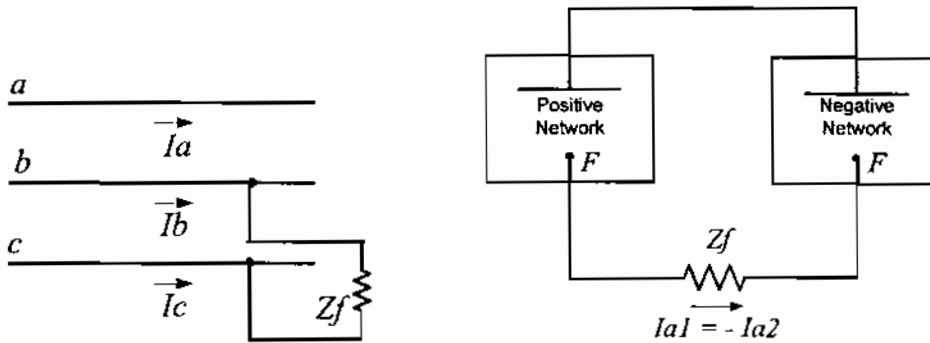 a
Ia
b
Ib
c
Ic
Zf
Positive
Network
F
Negative
Network
F
Zf
Ia1 = - Ia2